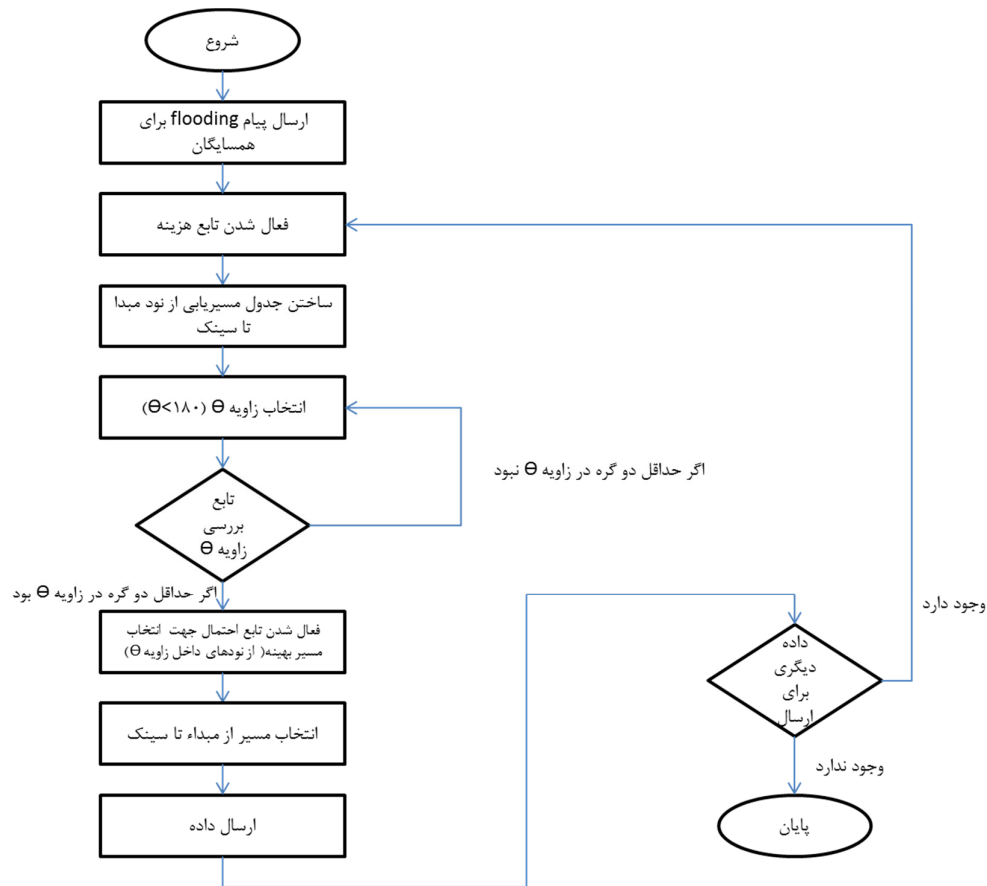 شروع
ارسال پیام flooding برای
همسایگان
فعال شدن تابع هزینه
ساختن جدول مسیریابی از نود مبدا
تا سینک
انتخاب زاویه Ө (Ө<۱۸۰)
اگر حداقل دو گره در زاویه Ө نبود
تابع
بررسی
زاویه Ө
اگر حداقل دو گره در زاویه Ө بود
فعال شدن تابع احتمال جهت انتخاب
مسیر بهینه( از نودهای داخل زاویه Ө)
انتخاب مسیر از مبداء تا سینک
ارسال داده
داده
دیگری
برای
ارسال
وجود دارد
وجود ندارد
پایان